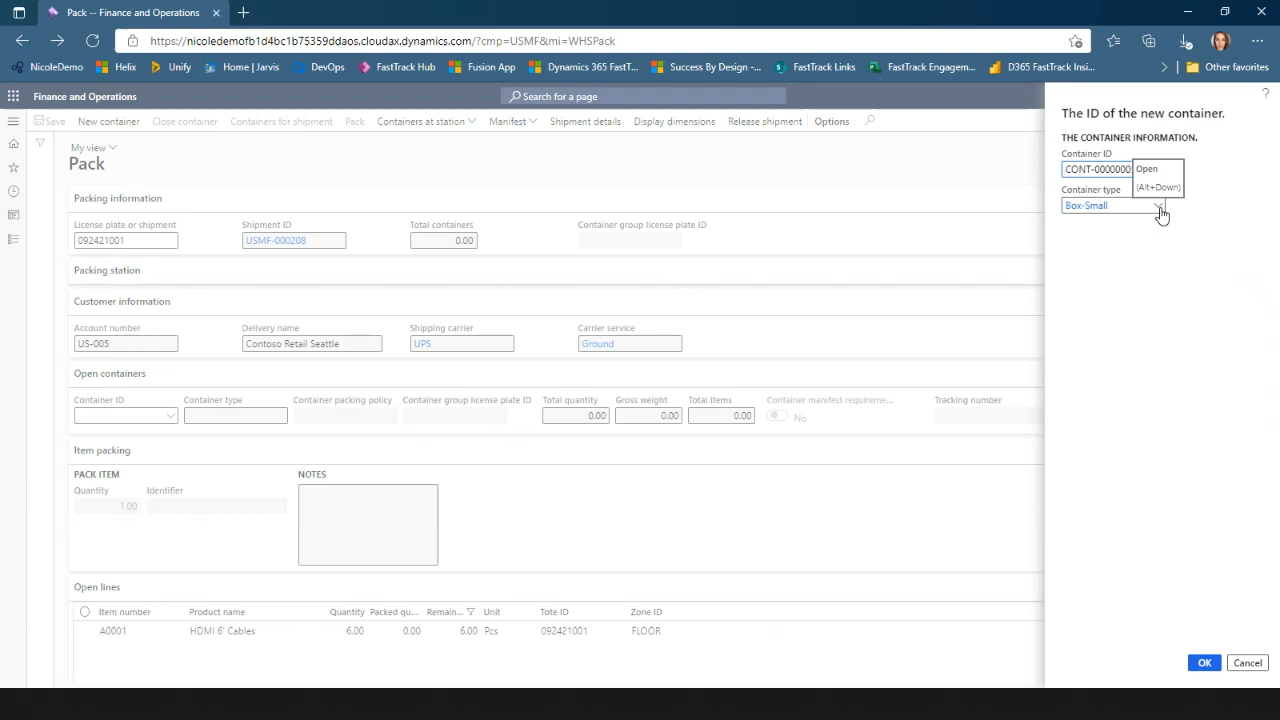 Pack -- Finance and Operations
https://nicoledemofb1d4bc1b75359ddaos.cloudax.dynamics.com/?cmp=USMF&mi=WHSPack
NicoleDemo Helix Unify Home | Jarvis DevOps FastTrack Hub Fusion App Dynamics 365 FastT... Success By Design -... FastTrack Links FastTrack Engagem... D365 FastTrack Insi... Other favorites
Finance and Operations
Search for a page
Save New container Close container Containers for shipment Pack Containers at station Manifest Shipment details Display dimensions Release shipment Options
My view
Pack
Packing information
License plate or shipment Shipment ID Total containers Container group license plate ID
092421001 USMF-000208 0.00
Packing station
Customer information
Account number Delivery name Shipping carrier Carrier service
US-005 Contoso Retail Seattle UPS Ground
Open containers
Container ID Container type Container packing policy Container group license plate ID Total quantity Gross weight Total Items Container manifest requireme... Tracking number
0.00 0.00 0.00 No
Item packing
PACK ITEM NOTES
Quantity Identifier
1.00
Open lines
Item number Product name Quantity Packed qu... Remain... Unit Tote ID Zone ID
A0001 HDMI 6' Cables 6.00 0.00 6.00 Pcs 092421001 FLOOR
?
The ID of the new container.
THE CONTAINER INFORMATION.
Container ID
CONT-0000000
Open
(Alt+Down)
Container type
Box-Small
OK Cancel